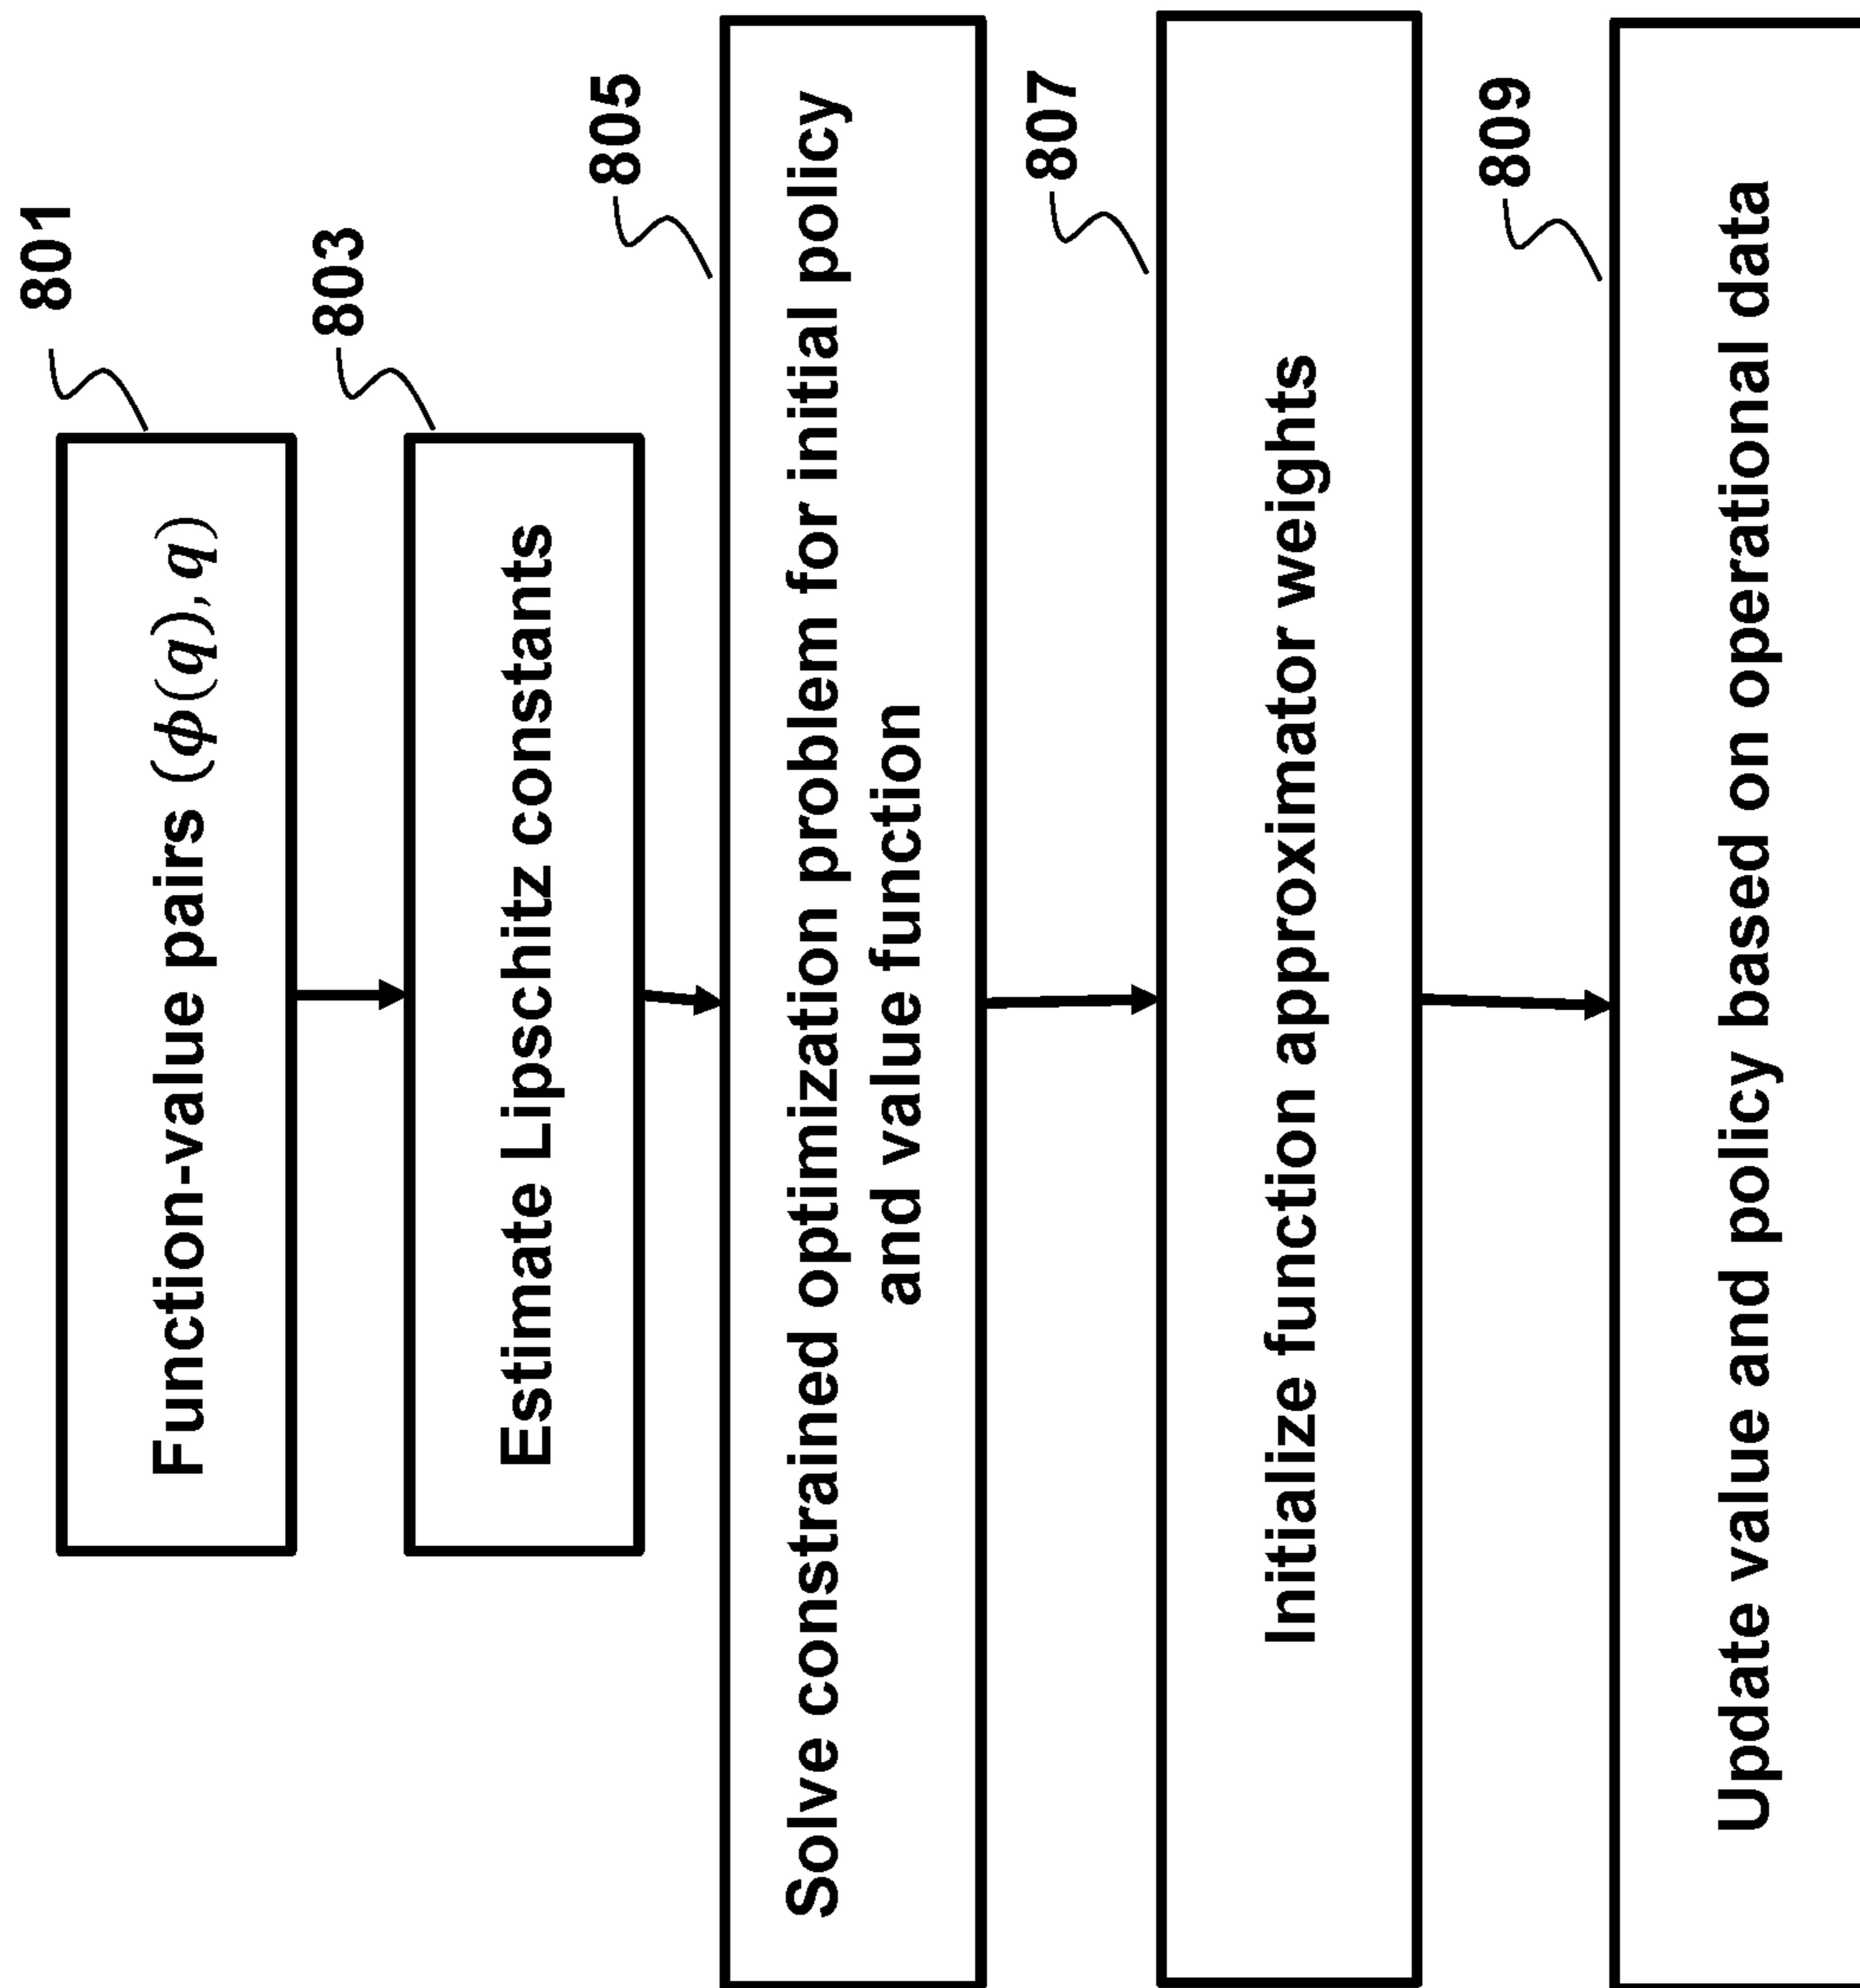 801
Function-value pairs (ϕ(q), q)
803
Estimate Lipschitz constants
805
Solve constrained optimization problem for initial policy
and value function
807
Initialize function approximator weights
809
Update value and policy based on operational data